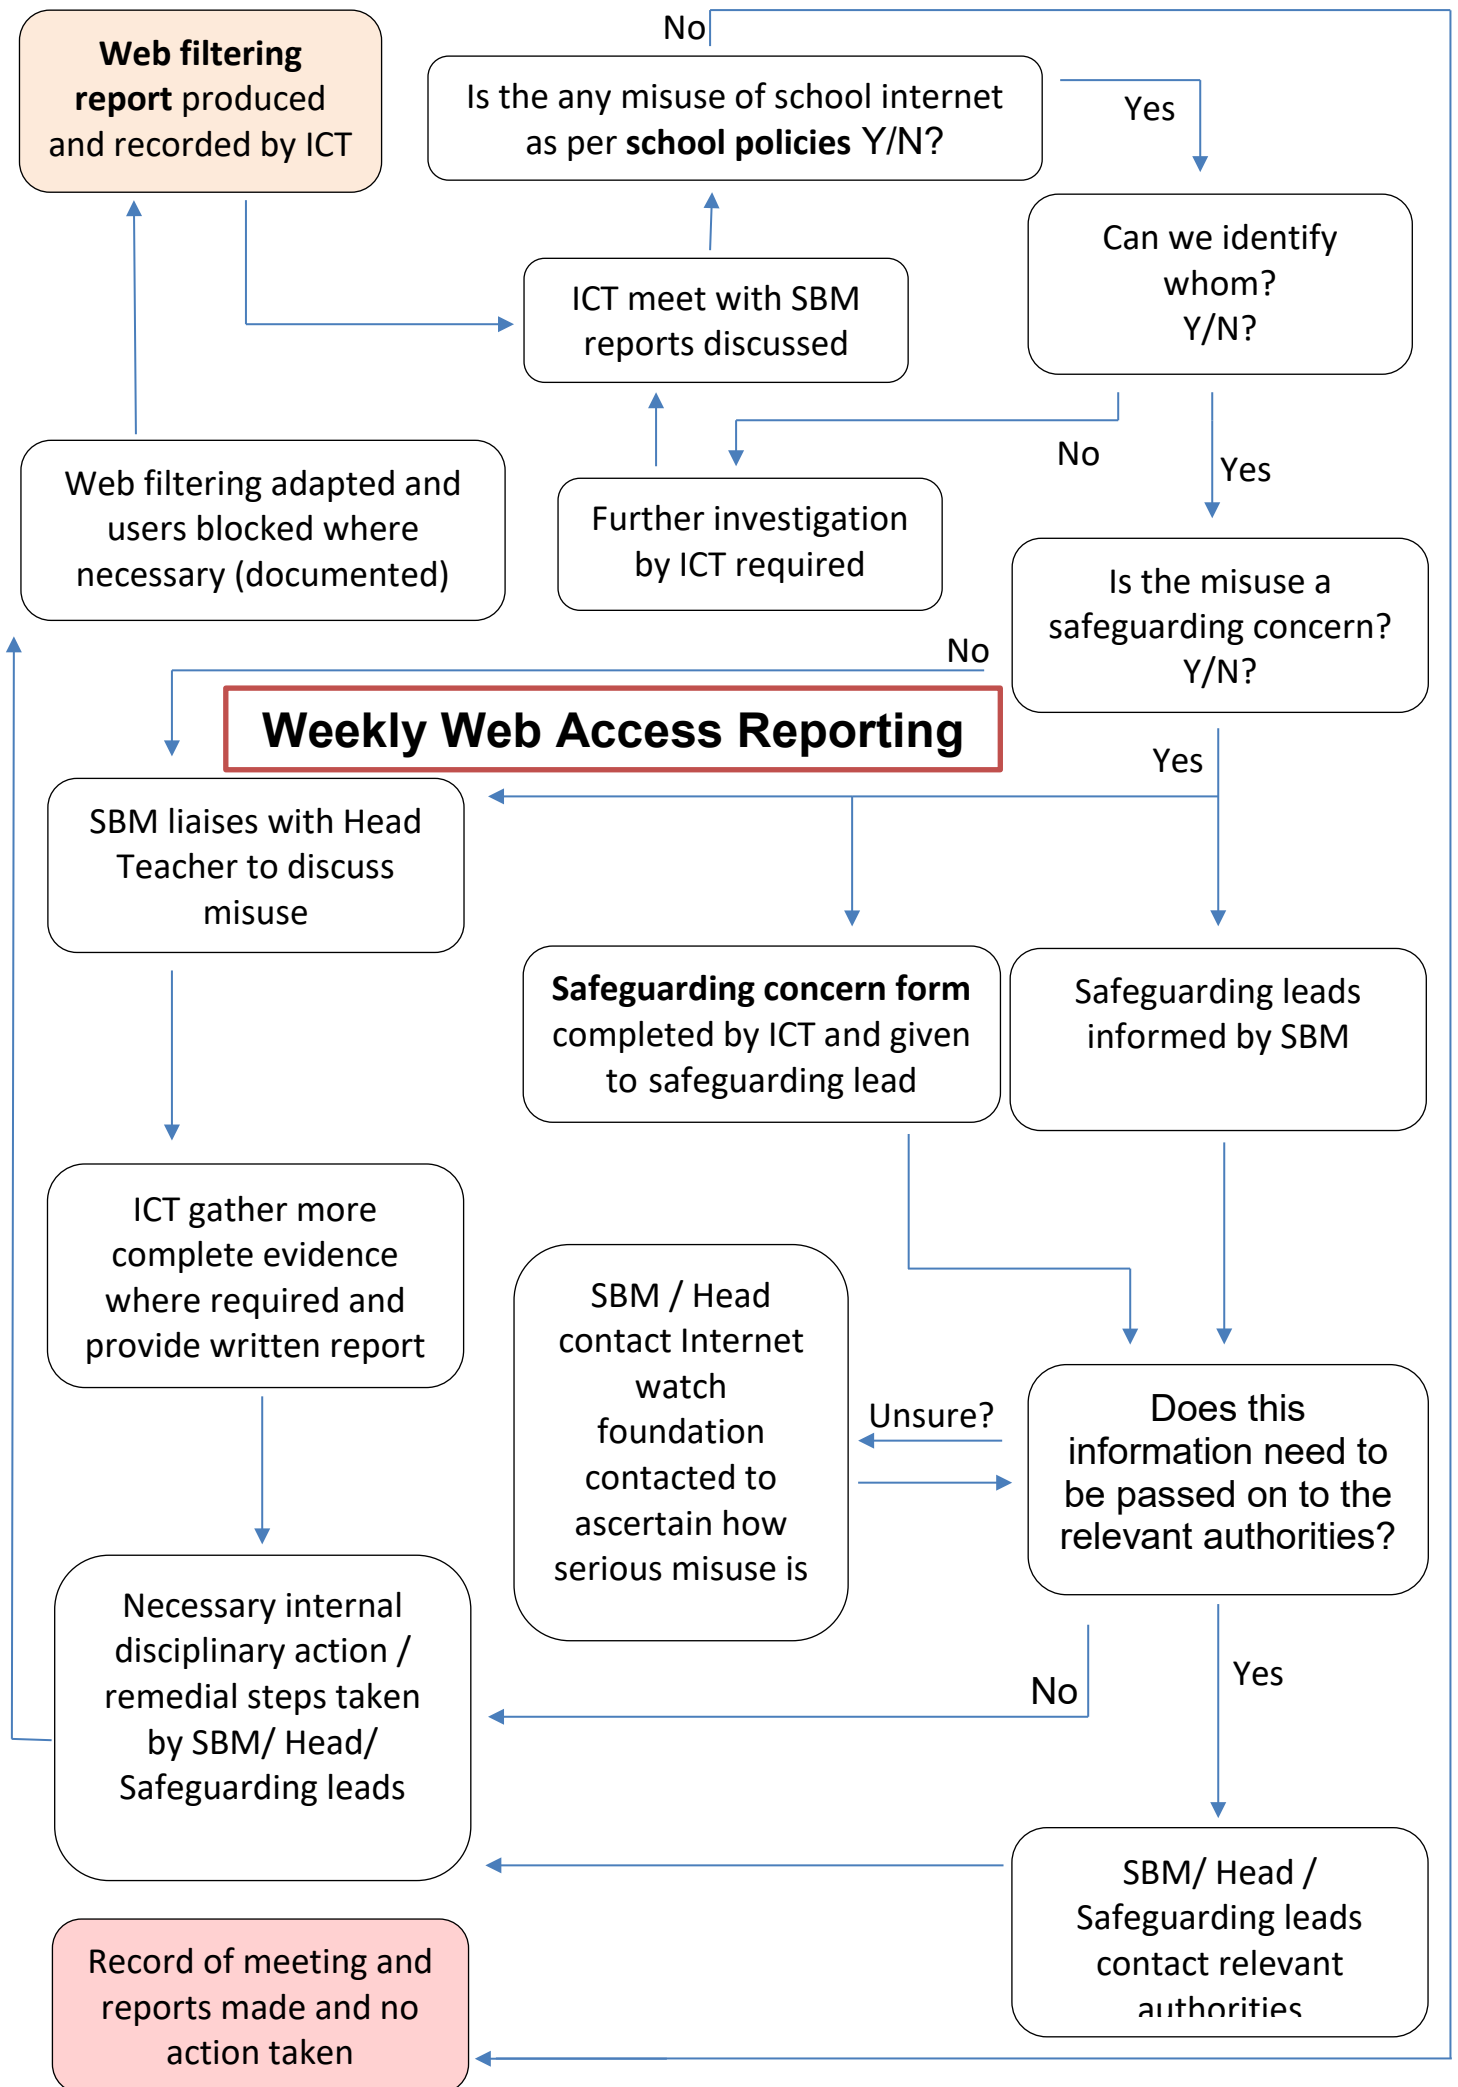 Web filtering
report produced
and recorded by ICT
No
Is the any misuse of school internet
as per school policies Y/N?
Yes
Can we identify
whom?
Y/N?
ICT meet with SBM
reports discussed
No
Yes
Web filtering adapted and
users blocked where
necessary (documented)
Further investigation
by ICT required
Is the misuse a
safeguarding concern?
Y/N?
No
Weekly Web Access Reporting
Yes
SBM liaises with Head
Teacher to discuss
misuse
Safeguarding concern form
completed by ICT and given
to safeguarding lead
Safeguarding leads
informed by SBM
ICT gather more
complete evidence
where required and
provide written report
SBM / Head
contact Internet
watch
foundation
contacted to
ascertain how
serious misuse is
Unsure?
Does this
information need to
be passed on to the
relevant authorities?
Necessary internal
disciplinary action /
remedial steps taken
by SBM/ Head/
Safeguarding leads
No
Yes
SBM/ Head /
Safeguarding leads
contact relevant
authorities
Record of meeting and
reports made and no
action taken